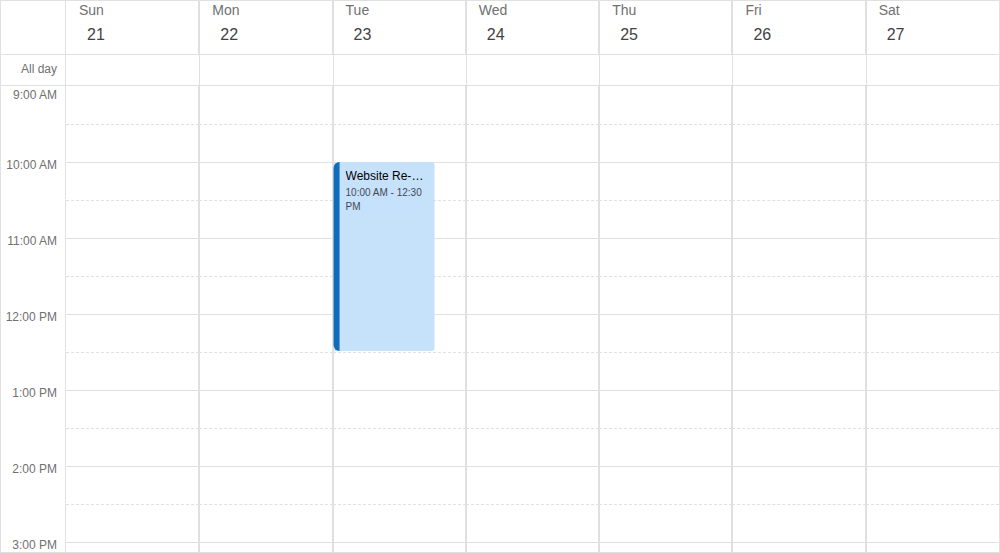 Sun Mon Tue Wed Thu Fri Sat
21 22 23 24 25 26 27
All day
9:00 AM
10:00 AM
Website Re-...
10:00 AM - 12:30
PM
11:00 AM
12:00 PM
1:00 PM
2:00 PM
3:00 PM